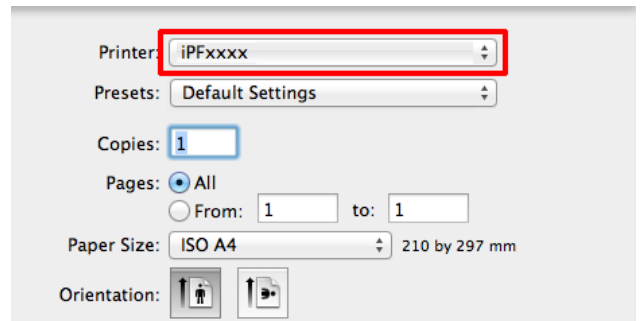 Printer: iPFxxxx
Presets: Default Settings
Copies: 1
Pages: All
From: 1 to: 1
Paper Size: ISO A4 210 by 297 mm
Orientation: